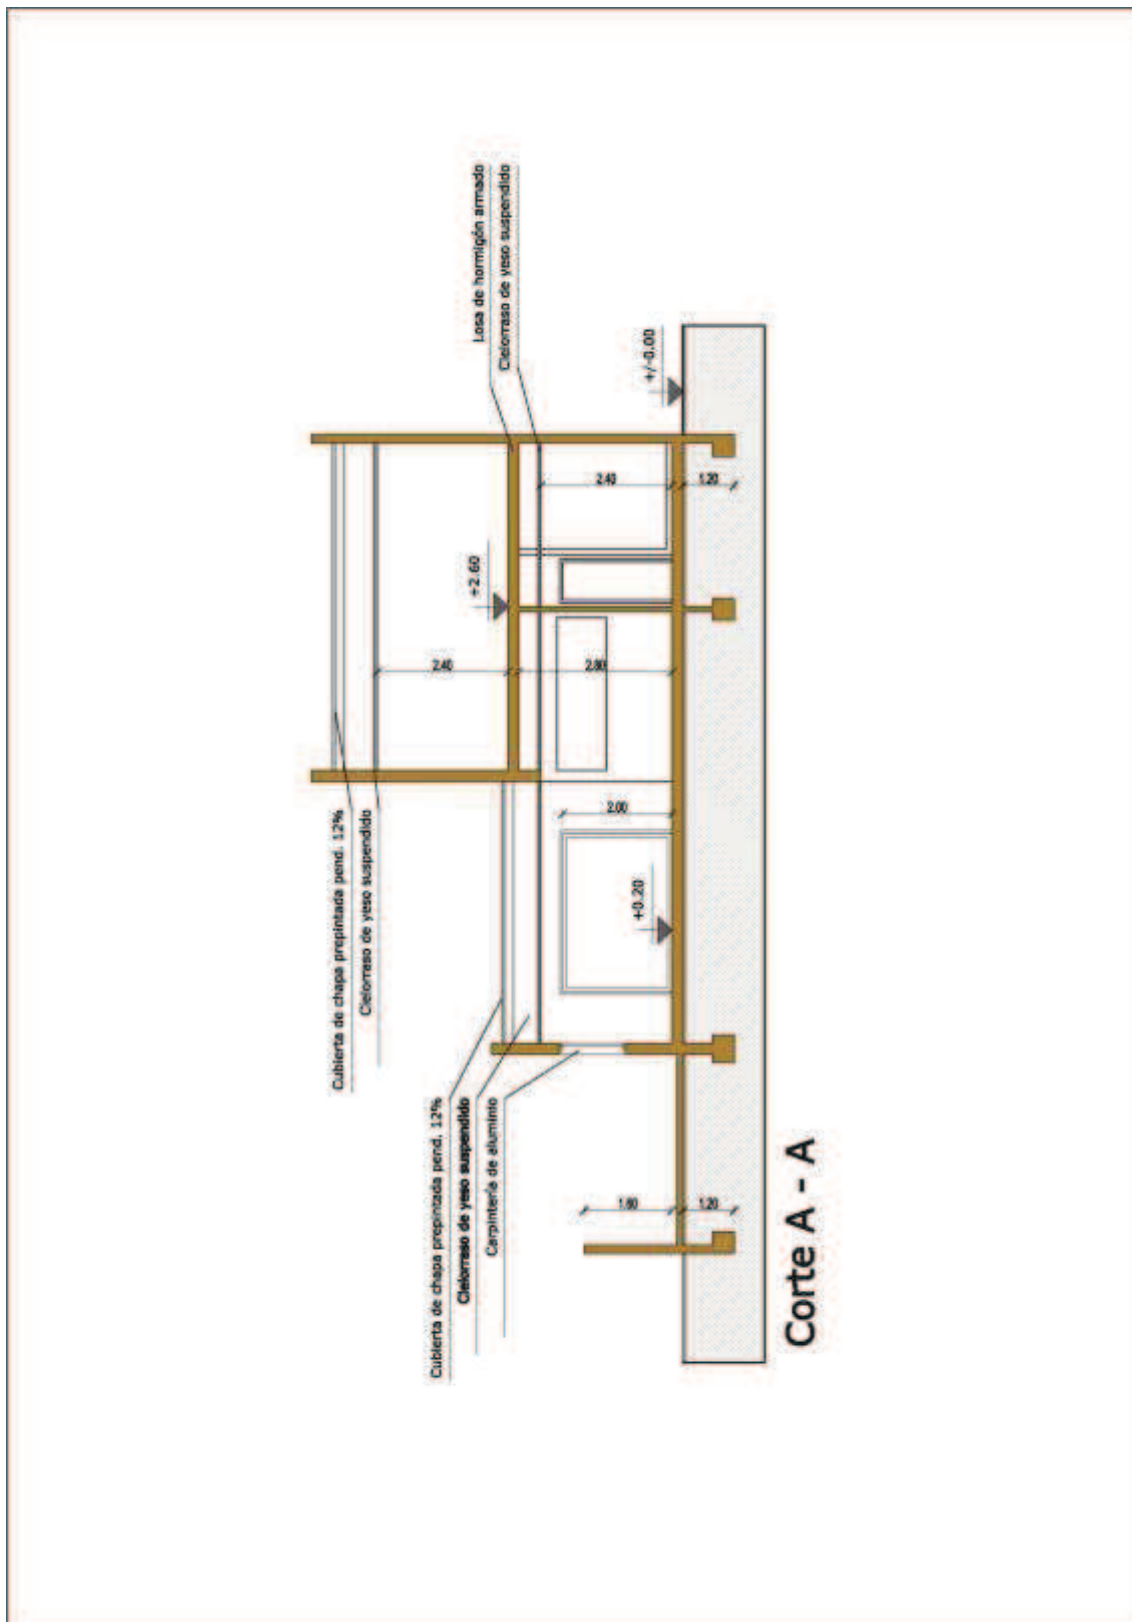 Cubierta de chapa prepintada pend. 12%
Cielorraso de yeso suspendido
Cubierta de chapa prepintada pend. 12%
Cielorraso de yeso suspendido
Carpintería de aluminio
Losa de hormigón armado
Cielorraso de yeso suspendido
2.40
+2.60
2.80
2.40
2.00
1.60
+0.20
+/-0.00
1.20
1.20
Corte A - A